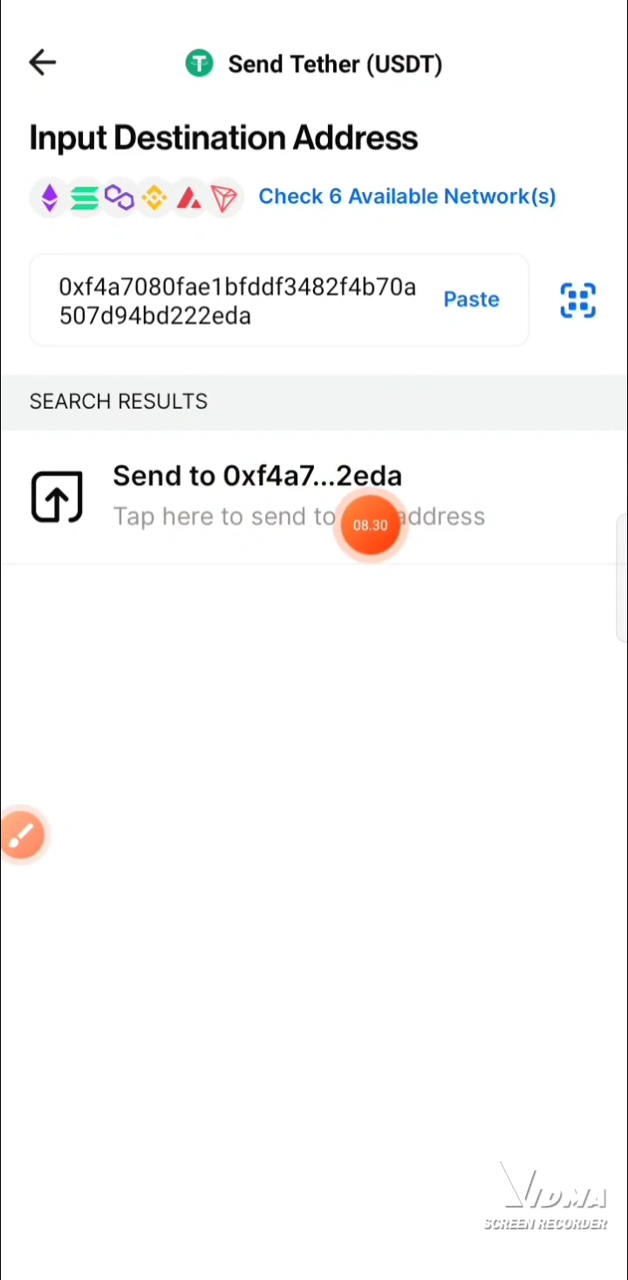 Send Tether (USDT)
Input Destination Address
Check 6 Available Network(s)
0xf4a7080fae1bfddf3482f4b70a
507d94bd222eda
Paste
SEARCH RESULTS
Send to 0xf4a7...2eda
Tap here to send to address
08.30
VIDMA
SCREEN RECORDER